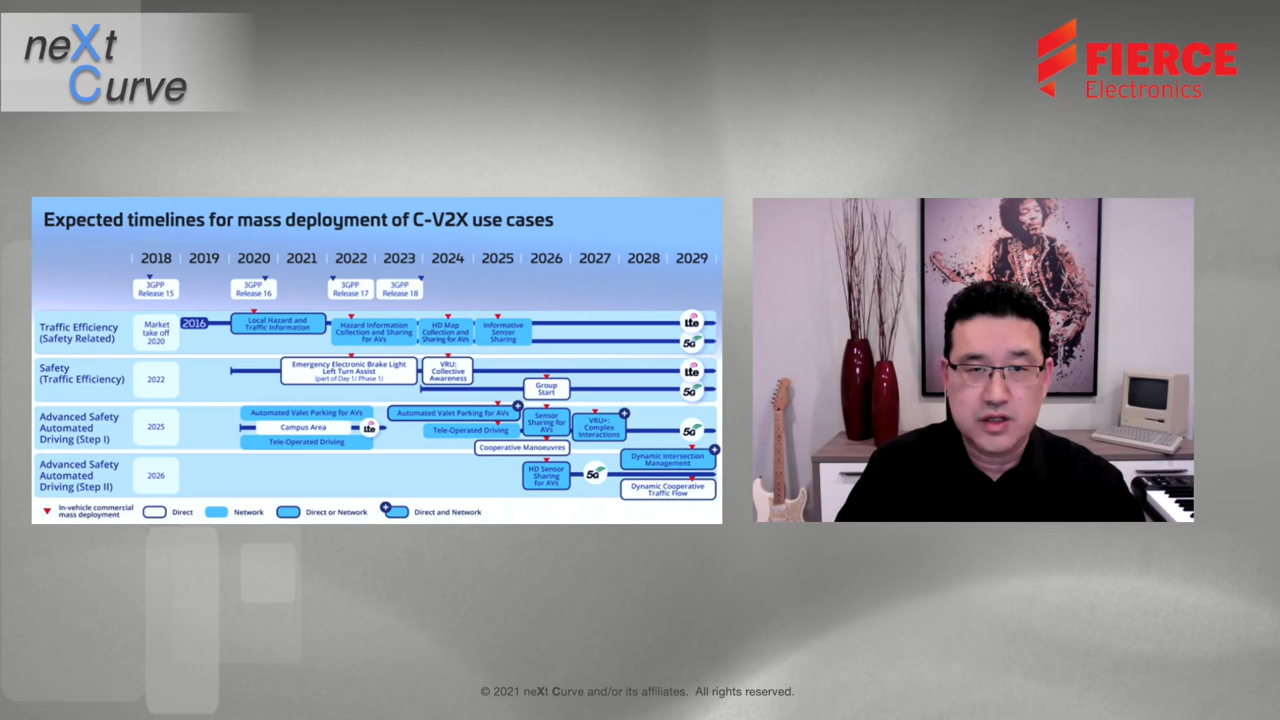 neXt
Curve
FIERCE
Electronics
Expected timelines for mass deployment of C-V2X use cases
2018 2019 2020 2021 2022 2023 2024 2025 2026 2027 2028 2029
3GPP
Release 15
3GPP
Release 16
3GPP
Release 17
3GPP
Release 18
Traffic Efficiency
(Safety Related)
Market
take off
2020
2016
Local Hazard and
Traffic Information
Hazard Information
Collection and Sharing
for AVs
HD Map
Collection and
Sharing for AVs
Informative
Sensor
Sharing
lte
5G
Safety
(Traffic Efficiency)
2022
Emergency Electronic Brake Light
Left Turn Assist
(part of Day 1/ Phase 1)
VRU:
Collective
Awareness
Group
Start
lte
5G
Advanced Safety
Automated
Driving (Step I)
2025
Automated Valet Parking for AVs
Campus Area
lte
Tele-Operated Driving
Automated Valet Parking for AVs
Tele-Operated Driving
Cooperative Manoeuvres
Sensor
Sharing for
AVs
VRU+:
Complex
Interactions
5G
Advanced Safety
Automated
Driving (Step II)
2026
HD Sensor
Sharing
for AVs
5G
Dynamic Intersection
Management
Dynamic Cooperative
Traffic Flow
In-vehicle commercial
mass deployment
Direct
Network
Direct or Network
Direct and Network
© 2021 neXt Curve and/or its affiliates. All rights reserved.